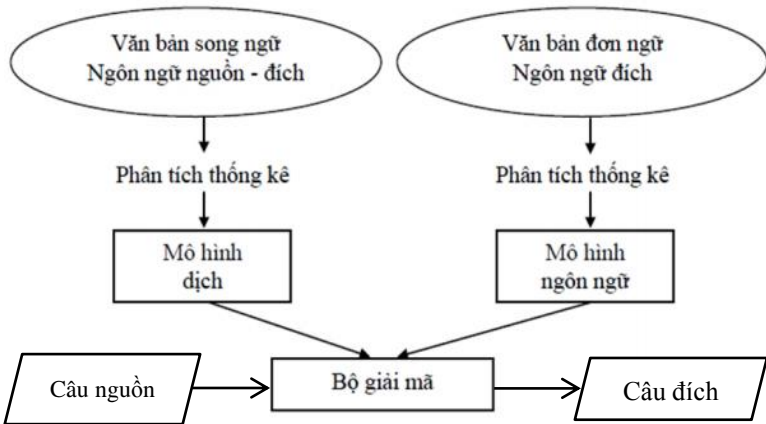 Văn bản song ngữ
Ngôn ngữ nguồn - đích
Văn bản đơn ngữ
Ngôn ngữ đích
Phân tích thống kê
Phân tích thống kê
Mô hình
dịch
Mô hình
ngôn ngữ
Câu nguồn
Bộ giải mã
Câu đích